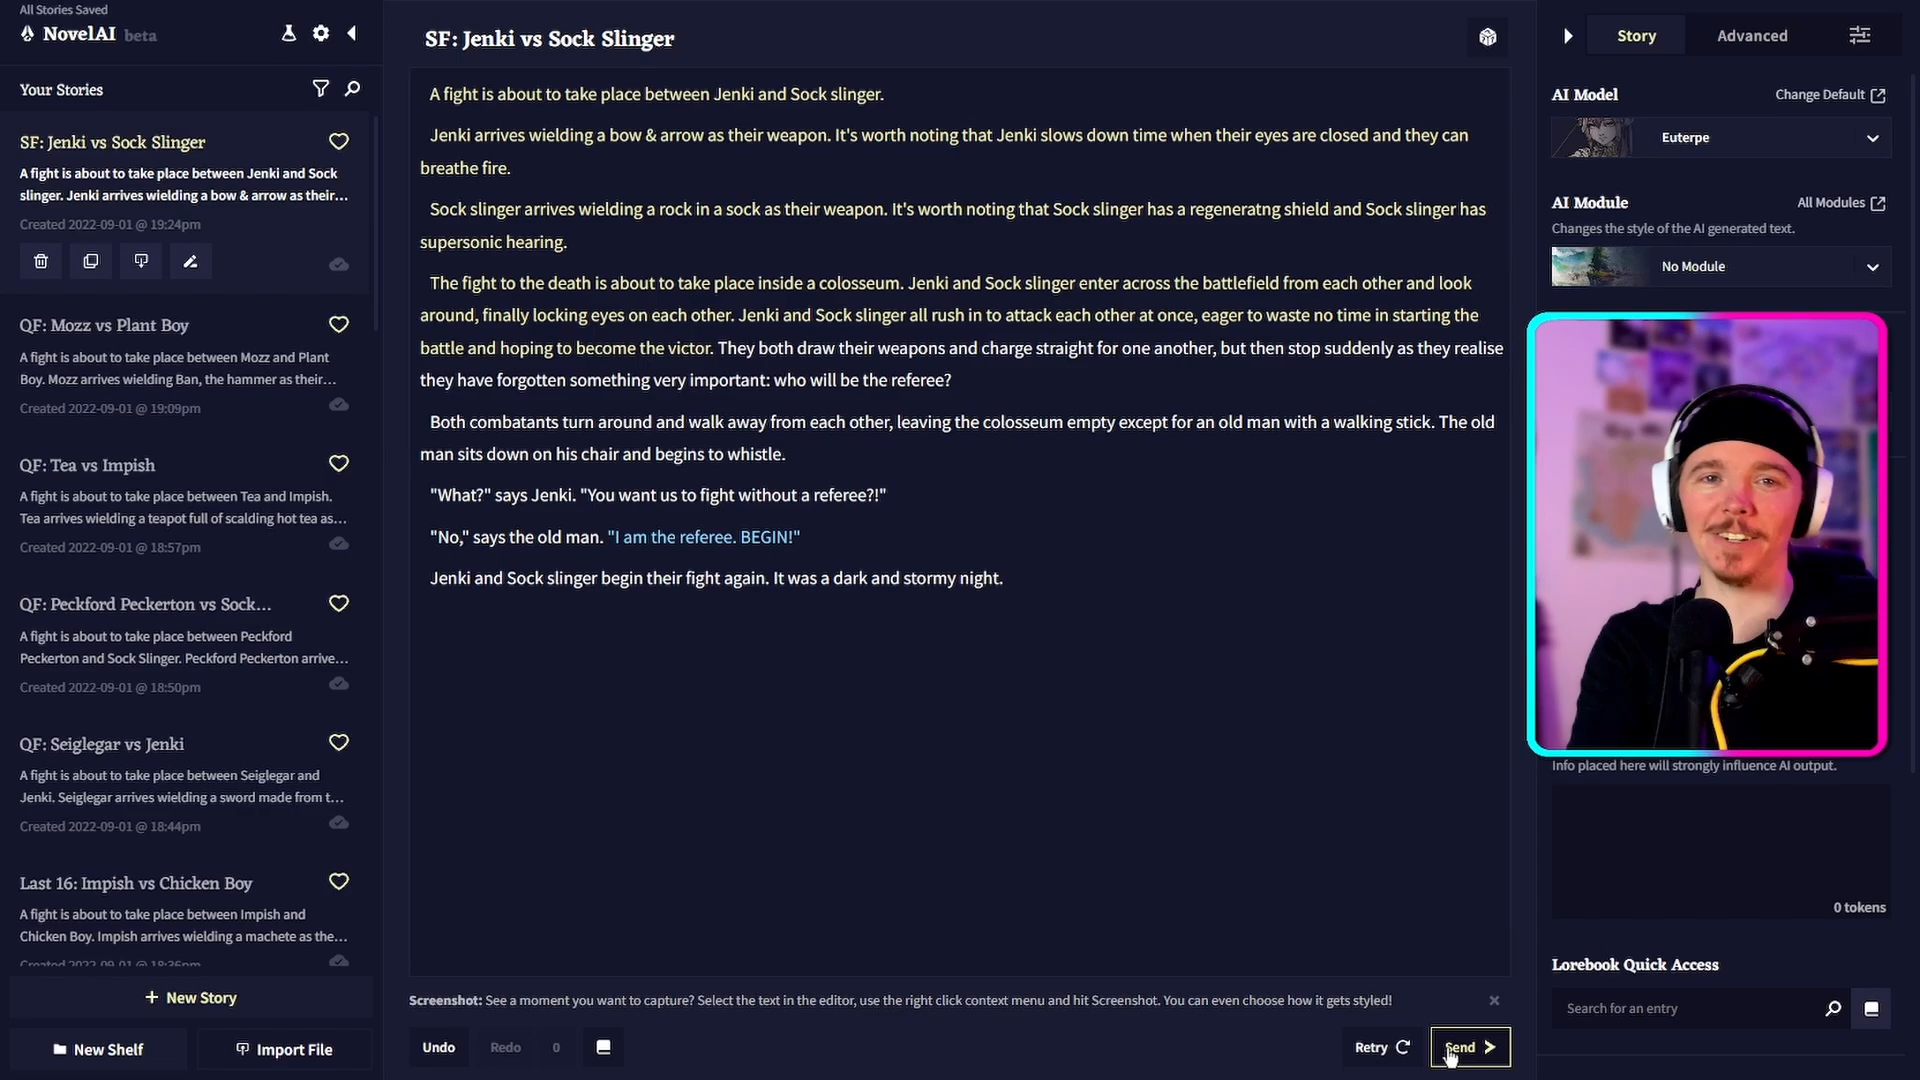 All Stories Saved
NovelAI beta
Your Stories
SF: Jenki vs Sock Slinger
A fight is about to take place between Jenki and Sock
slinger. Jenki arrives wielding a bow & arrow as their...
Created 2022-09-01 @ 19:24pm
QF: Mozz vs Plant Boy
A fight is about to take place between Mozz and Plant
Boy. Mozz arrives wielding Ban, the hammer as their...
Created 2022-09-01 @ 19:09pm
QF: Tea vs Impish
A fight is about to take place between Tea and Impish.
Tea arrives wielding a teapot full of scalding hot tea as...
Created 2022-09-01 @ 18:57pm
QF: Peckford Peckerton vs Sock...
A fight is about to take place between Peckford
Peckerton and Sock Slinger. Peckford Peckerton arrive...
Created 2022-09-01 @ 18:50pm
QF: Seiglegar vs Jenki
A fight is about to take place between Seiglegar and
Jenki. Seiglegar arrives wielding a sword made from t...
Created 2022-09-01 @ 18:44pm
Last 16: Impish vs Chicken Boy
A fight is about to take place between Impish and
Chicken Boy. Impish arrives wielding a machete as the...
Created 2022-09-01 @ 18:36pm
+ New Story
New Shelf
Import File
SF: Jenki vs Sock Slinger
A fight is about to take place between Jenki and Sock slinger.
Jenki arrives wielding a bow & arrow as their weapon. It's worth noting that Jenki slows down time when their eyes are closed and they can
breathe fire.
Sock slinger arrives wielding a rock in a sock as their weapon. It's worth noting that Sock slinger has a regeneratng shield and Sock slinger has
supersonic hearing.
The fight to the death is about to take place inside a colosseum. Jenki and Sock slinger enter across the battlefield from each other and look
around, finally locking eyes on each other. Jenki and Sock slinger all rush in to attack each other at once, eager to waste no time in starting the
battle and hoping to become the victor. They both draw their weapons and charge straight for one another, but then stop suddenly as they realise
they have forgotten something very important: who will be the referee?
Both combatants turn around and walk away from each other, leaving the colosseum empty except for an old man with a walking stick. The old
man sits down on his chair and begins to whistle.
"What?" says Jenki. "You want us to fight without a referee?!"
"No," says the old man. "I am the referee. BEGIN!"
Jenki and Sock slinger begin their fight again. It was a dark and stormy night.
Screenshot: See a moment you want to capture? Select the text in the editor, use the right click context menu and hit Screenshot. You can even choose how it gets styled!
Undo
Redo
0
Retry
Send
Story
Advanced
AI Model
Change Default
Euterpe
AI Module
All Modules
Changes the style of the AI generated text.
No Module
Info placed here will strongly influence AI output.
0 tokens
Lorebook Quick Access
Search for an entry